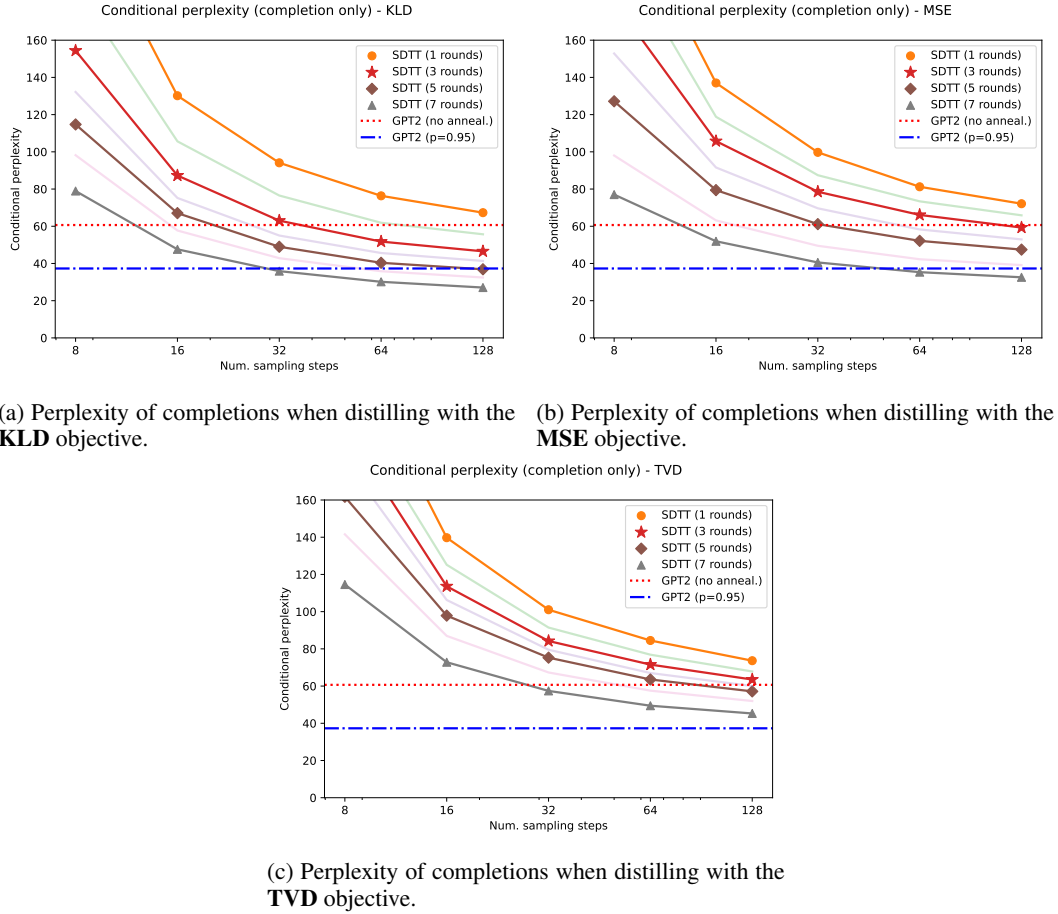 Conditional perplexity (completion only) - KLD
160
140
120
100
80
60
40
20
0
Conditional perplexity
8
16
32
64
128
Num. sampling steps
SDTT (1 rounds)
SDTT (3 rounds)
SDTT (5 rounds)
SDTT (7 rounds)
GPT2 (no anneal.)
GPT2 (p=0.95)
(a) Perplexity of completions when distilling with the
KLD objective.
Conditional perplexity (completion only) - MSE
160
140
120
100
80
60
40
20
0
Conditional perplexity
8
16
32
64
128
Num. sampling steps
SDTT (1 rounds)
SDTT (3 rounds)
SDTT (5 rounds)
SDTT (7 rounds)
GPT2 (no anneal.)
GPT2 (p=0.95)
(b) Perplexity of completions when distilling with the
MSE objective.
Conditional perplexity (completion only) - TVD
160
140
120
100
80
60
40
20
0
Conditional perplexity
8
16
32
64
128
Num. sampling steps
SDTT (1 rounds)
SDTT (3 rounds)
SDTT (5 rounds)
SDTT (7 rounds)
GPT2 (no anneal.)
GPT2 (p=0.95)
(c) Perplexity of completions when distilling with the
TVD objective.